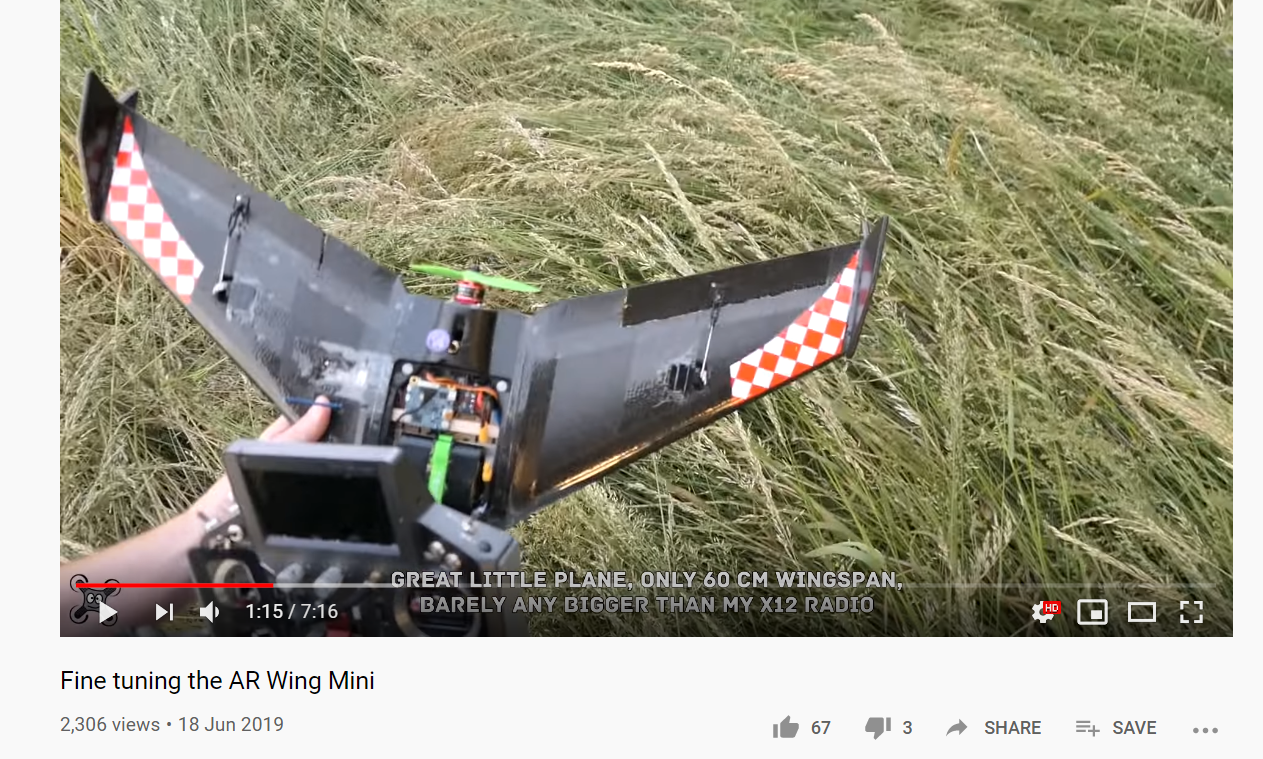 GREAT LITTLE PLANE, ONLY 60 CM WINGSPAN,
BARELY ANY BIGGER THAN MY X12 RADIO
1:15 / 7:16
HD
Fine tuning the AR Wing Mini
2,306 views • 18 Jun 2019
67 3 SHARE SAVE